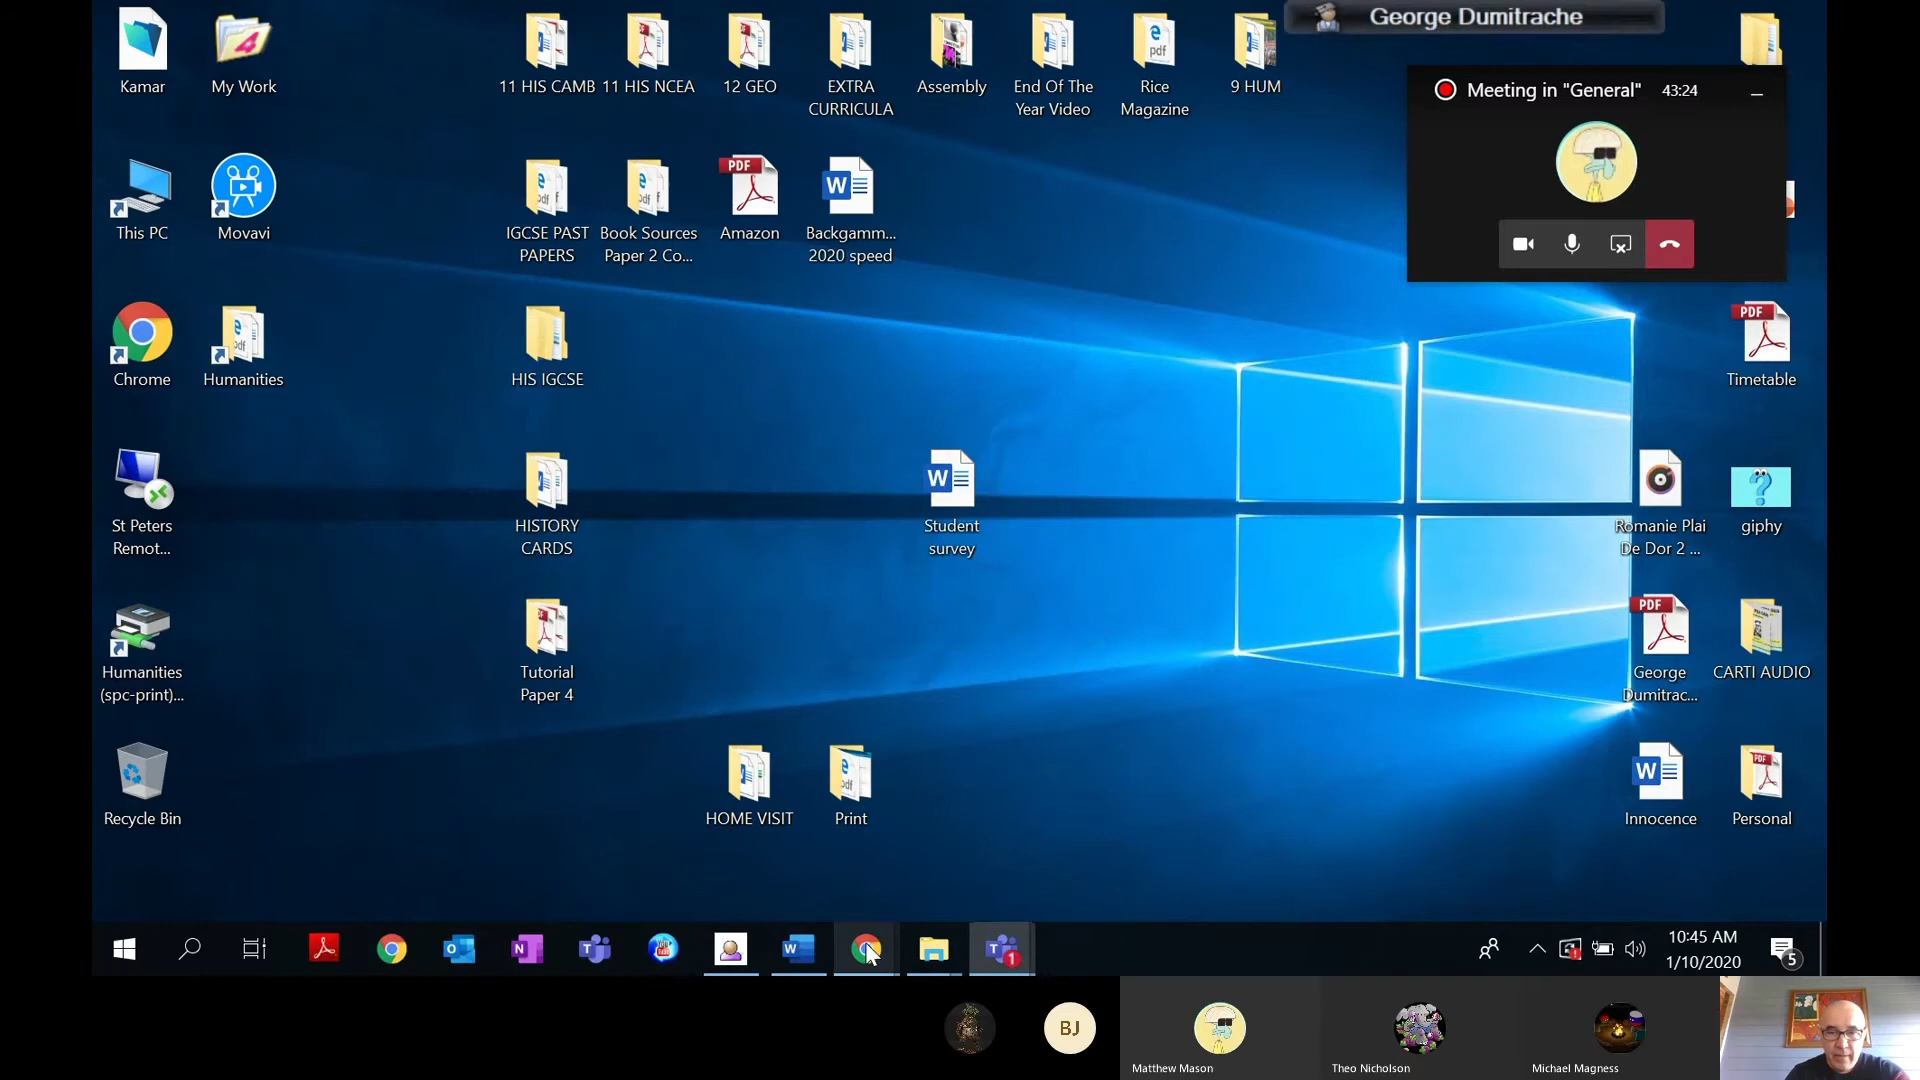 George Dumitrache
Meeting in "General" 43:24
Kamar
My Work
11 HIS CAMB
11 HIS NCEA
12 GEO
EXTRA
CURRICULA
Assembly
End Of The
Year Video
Rice
Magazine
9 HUM
This PC
Movavi
IGCSE PAST
PAPERS
Book Sources
Paper 2 Co...
Amazon
Backgamm...
2020 speed
Chrome
Humanities
HIS IGCSE
Timetable
St Peters
Remot...
HISTORY
CARDS
Student
survey
Romanie Plai
De Dor 2 ...
giphy
Humanities
(spc-print)...
Tutorial
Paper 4
George
Dumitrac...
CARTI AUDIO
Recycle Bin
HOME VISIT
Print
Innocence
Personal
10:45 AM
1/10/2020
5
1
BJ
Matthew Mason
Theo Nicholson
Michael Magness